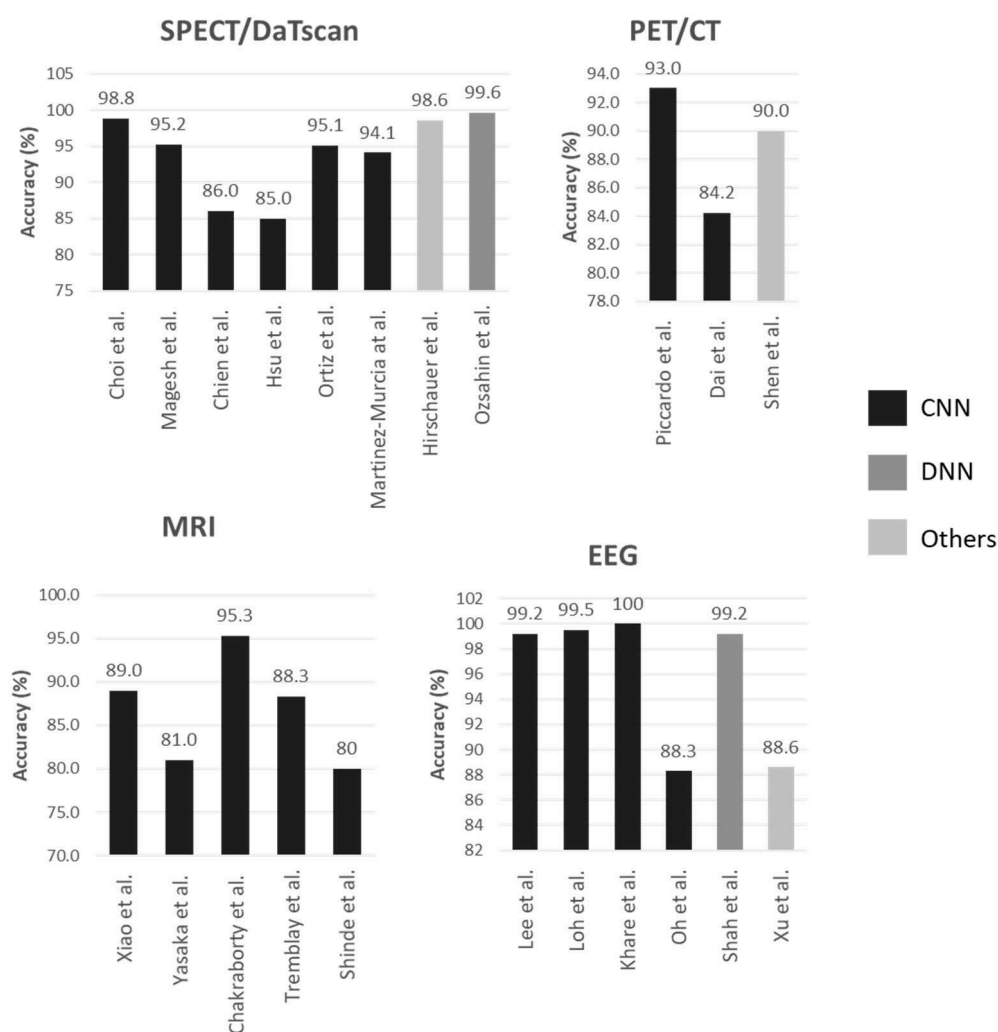 SPECT/DaTscan
Accuracy (%)
105
100
95
90
85
80
75
98.8
95.2
86.0
85.0
95.1
94.1
98.6
99.6
Choi et al.
Magesh et al.
Chien et al.
Hsu et al.
Ortiz et al.
Martinez-Murcia at al.
Hirschauer et al.
Ozsahin et al.
PET/CT
Accuracy (%)
94.0
92.0
90.0
88.0
86.0
84.0
82.0
80.0
78.0
93.0
84.2
90.0
Piccardo et al.
Dai et al.
Shen et al.
CNN
DNN
Others
MRI
Accuracy (%)
100.0
95.0
90.0
85.0
80.0
75.0
70.0
89.0
81.0
95.3
88.3
80
Xiao et al.
Yasaka et al.
Chakraborty et al.
Tremblay et al.
Shinde et al.
EEG
Accuracy (%)
102
100
98
96
94
92
90
88
86
84
82
99.2
99.5
100
88.3
99.2
88.6
Lee et al.
Loh et al.
Khare et al.
Oh et al.
Shah et al.
Xu et al.